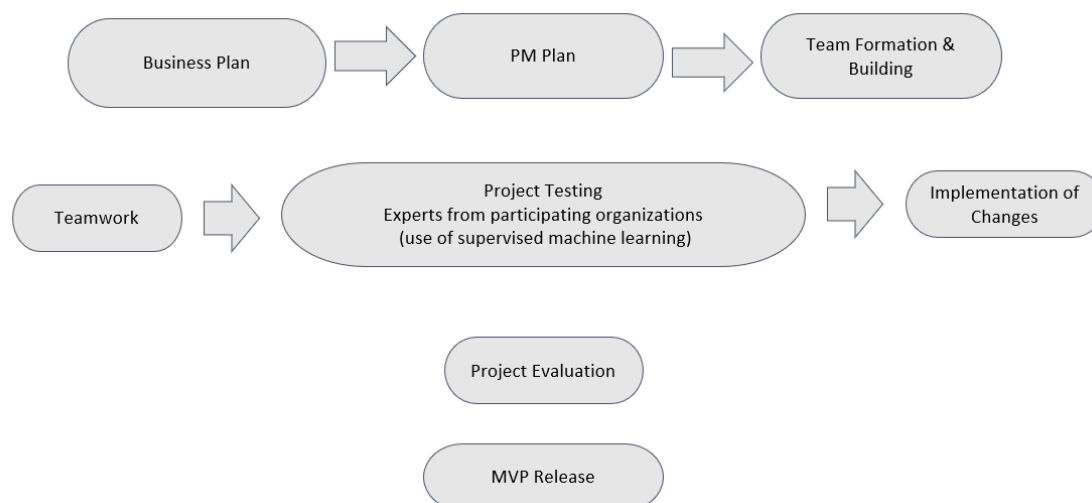 Business Plan
PM Plan
Team Formation &
Building
Teamwork
Project Testing
Experts from participating organizations
(use of supervised machine learning)
Implementation of
Changes
Project Evaluation
MVP Release